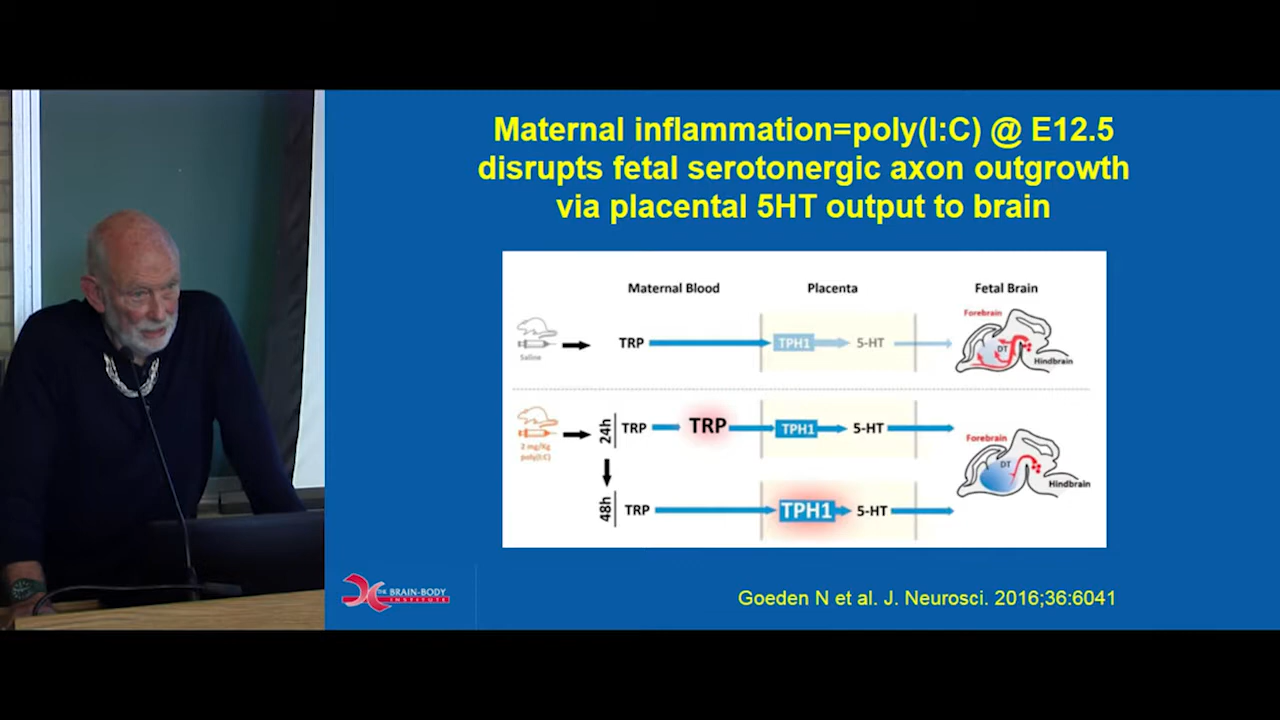 Maternal inflammation=poly(I:C) @ E12.5
disrupts fetal serotonergic axon outgrowth
via placental 5HT output to brain
Maternal Blood
Placenta
Fetal Brain
Saline
TRP
TPH1
5-HT
Forebrain
DT
Hindbrain
2 mg/Kg
poly(I:C)
24h
TRP
TRP
TPH1
5-HT
Forebrain
DT
Hindbrain
48h
TRP
TPH1
5-HT
THE BRAIN-BODY
INSTITUTE
Goeden N et al. J. Neurosci. 2016;36:6041